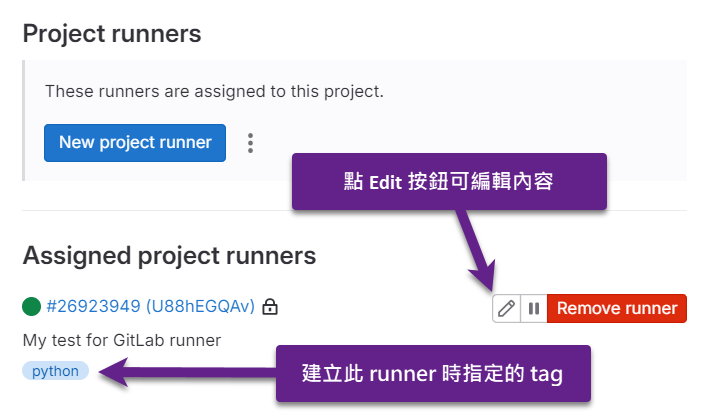 Project runners
These runners are assigned to this project.
New project runner
點 Edit 按鈕可編輯內容
Assigned project runners
#26923949 (U88hEGQAv)
Remove runner
My test for GitLab runner
python
建立此 runner 時指定的 tag